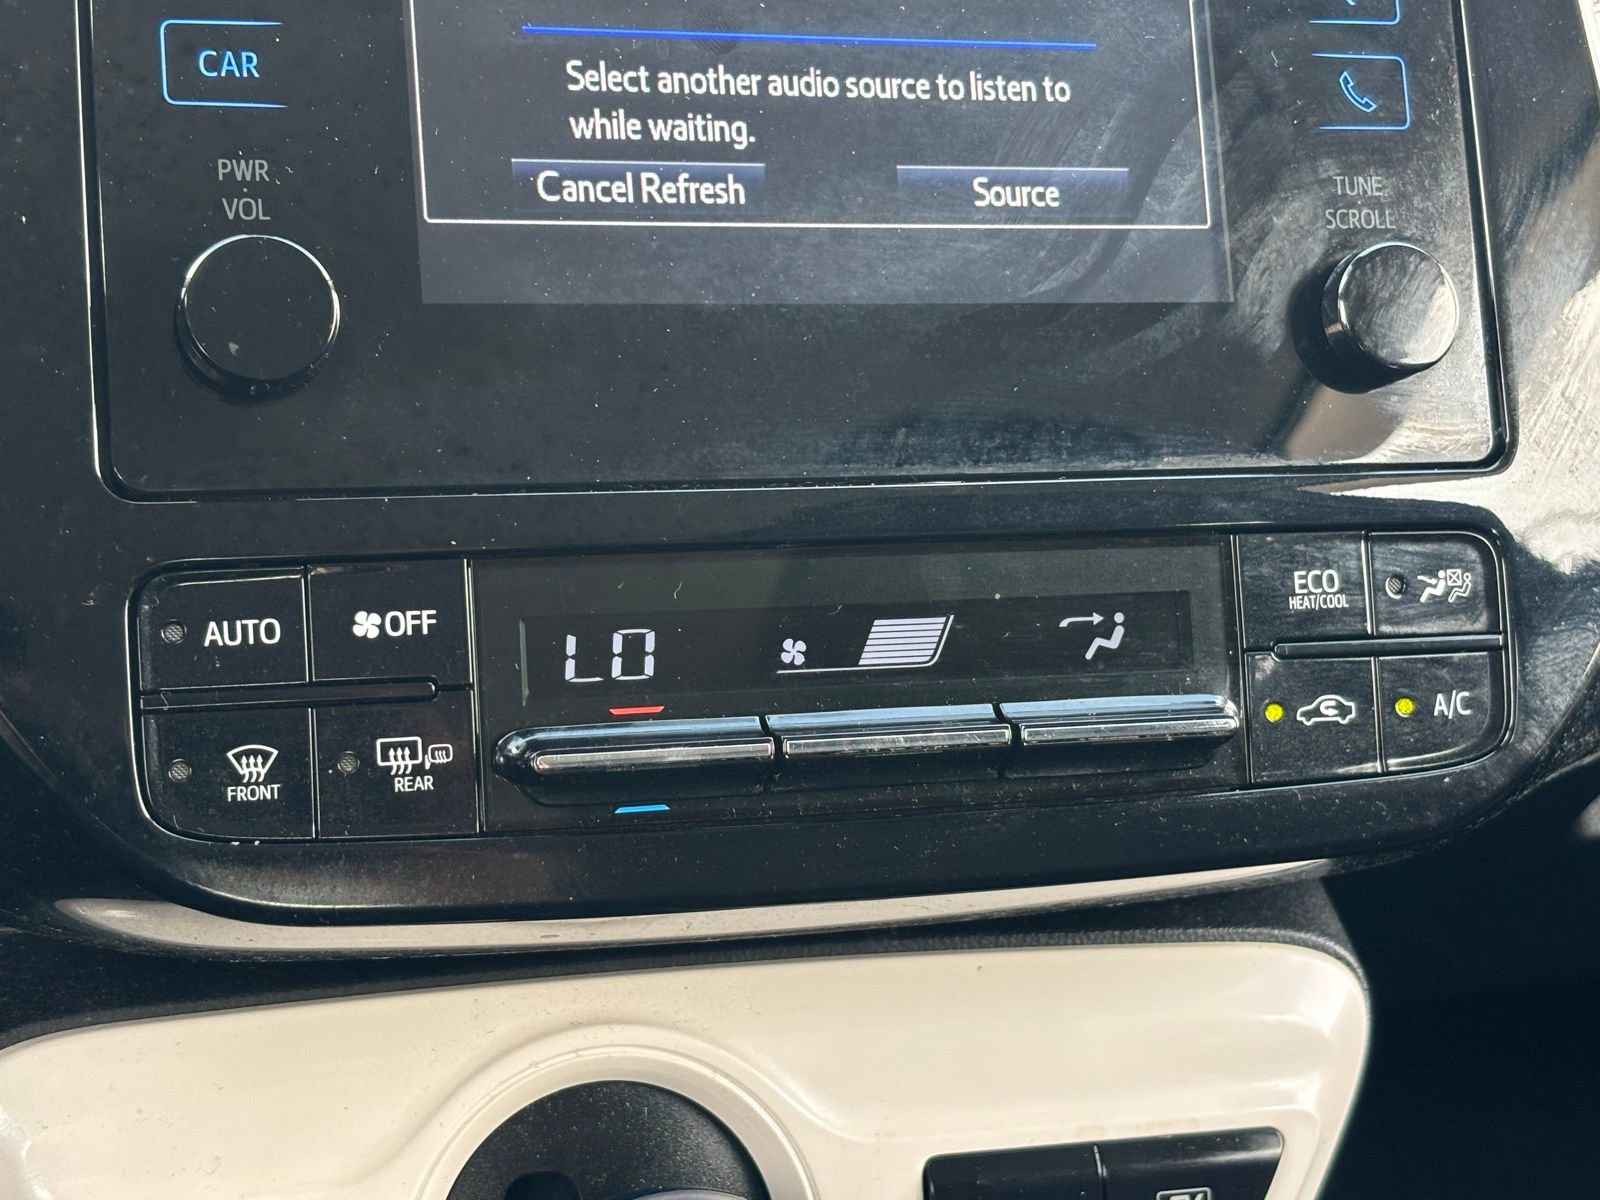 CAR
Select another audio source to listen to
while waiting.
Cancel Refresh
Source
PWR
VOL
TUNE
SCROLL
AUTO
OFF
LO
ECO
HEAT/COOL
A/C
FRONT
REAR